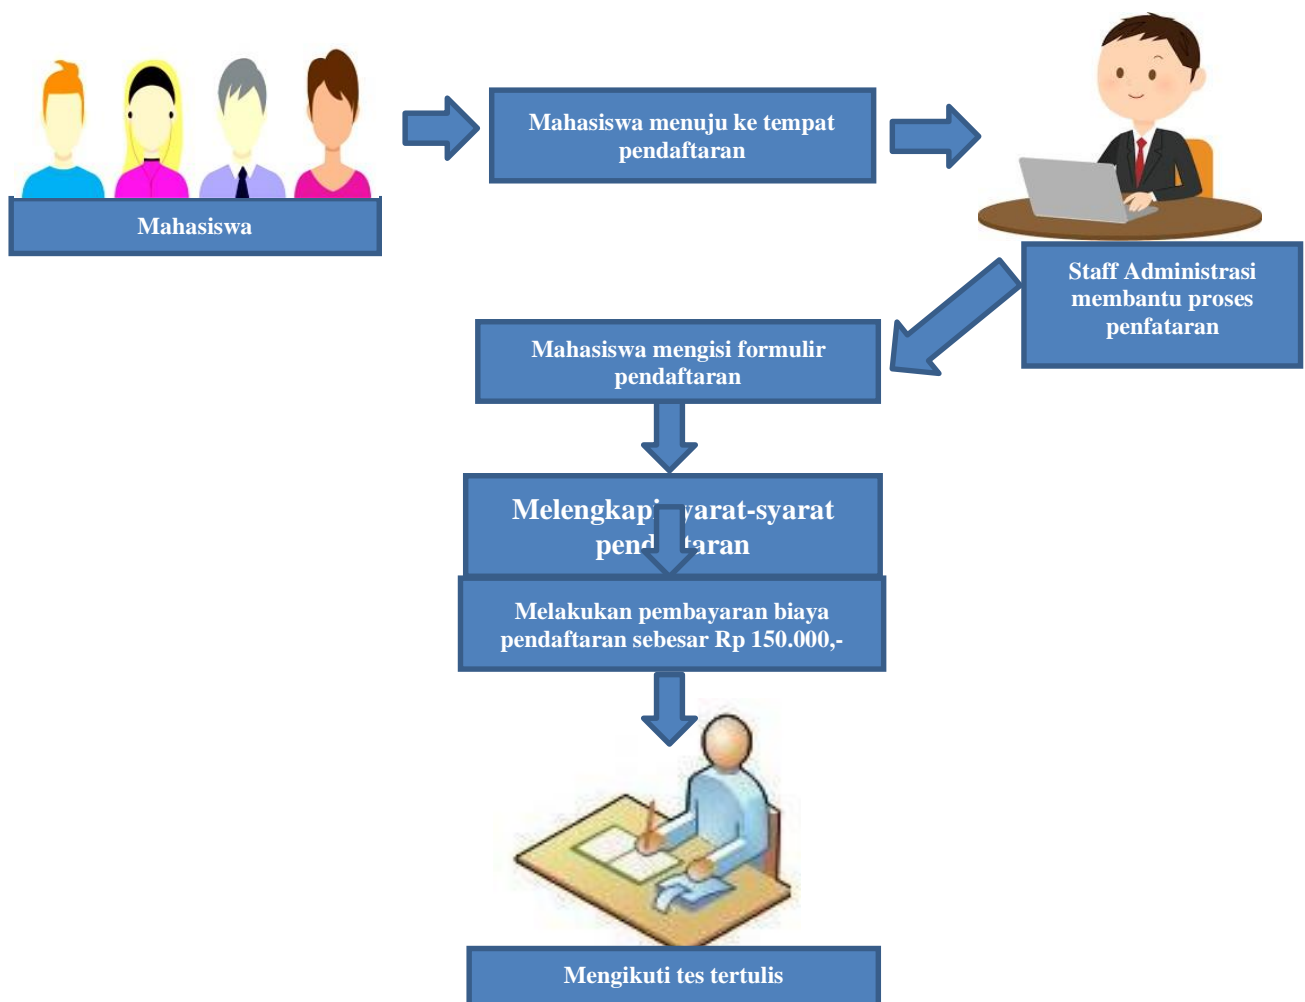 Mahasiswa menuju ke tempat
pendaftaran
Mahasiswa
Staff Administrasi
membantu proses
penfataran
Mahasiswa mengisi formulir
pendaftaran
Melengkapi syarat-syarat
pendaftaran
Melakukan pembayaran biaya
pendaftaran sebesar Rp 150.000,-
Mengikuti tes tertulis